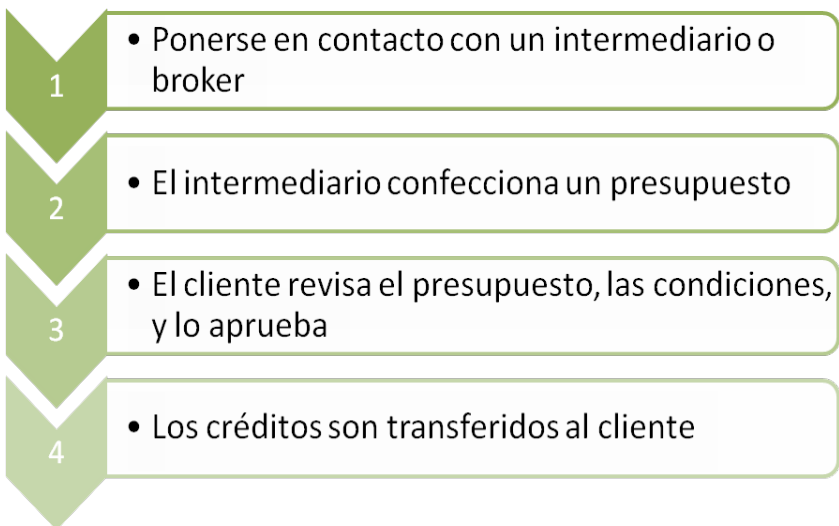 1
• Ponerse en contacto con un intermediario o
broker
2
• El intermediario confecciona un presupuesto
3
• El cliente revisa el presupuesto, las condiciones,
y lo aprueba
4
• Los créditos son transferidos al cliente